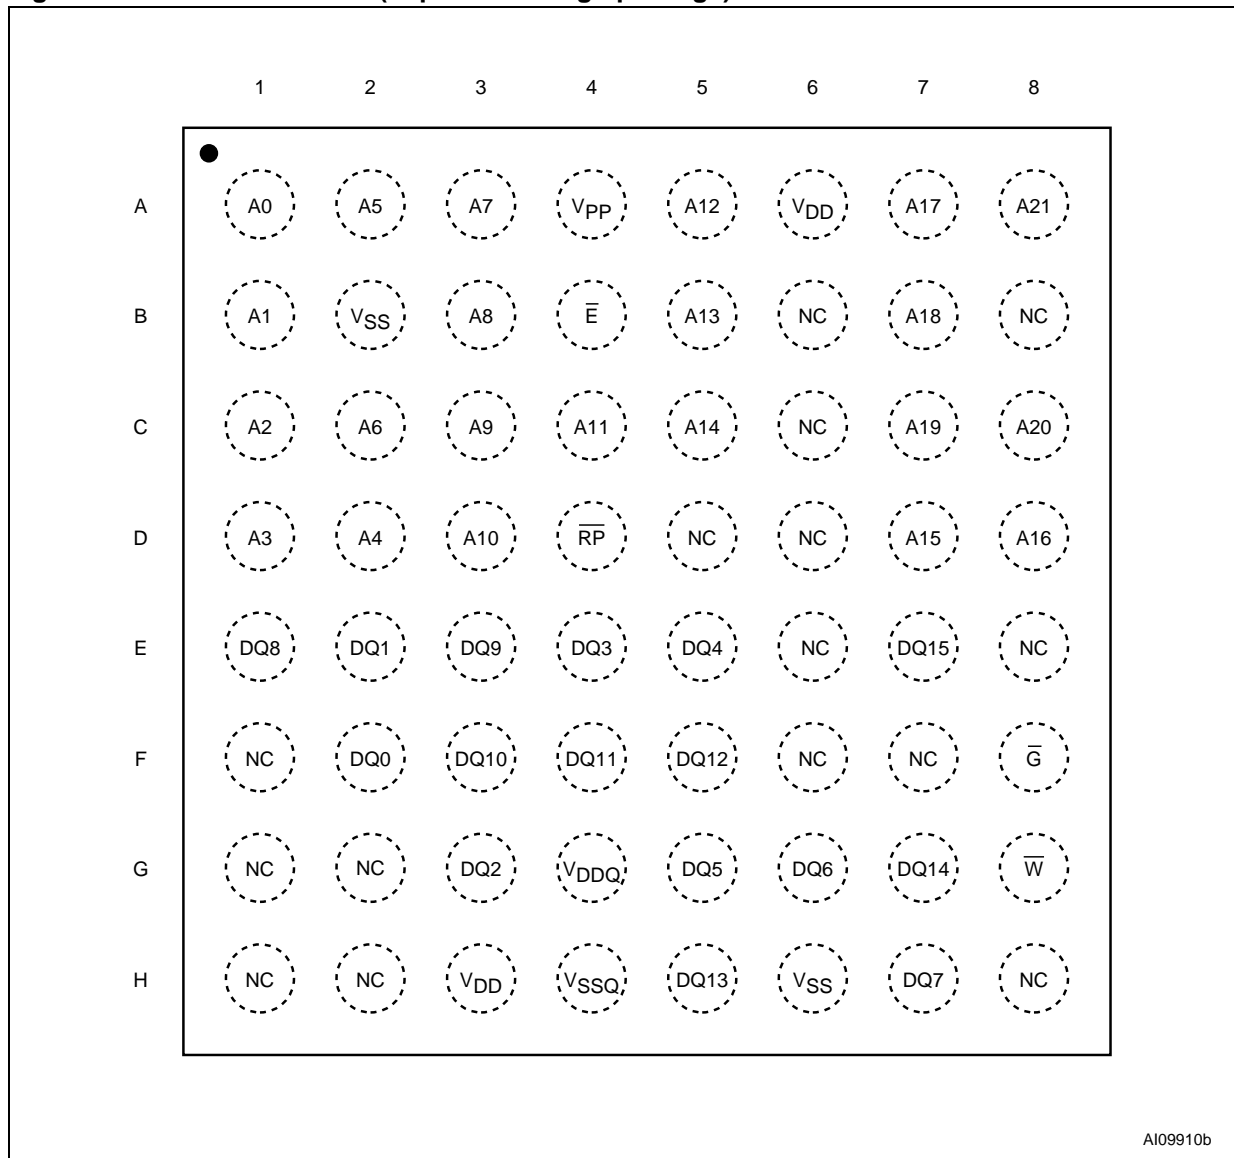 1 2 3 4 5 6 7 8
A A0 A5 A7 VPP A12 VDD A17 A21
B A1 VSS A8 E̅ A13 NC A18 NC
C A2 A6 A9 A11 A14 NC A19 A20
D A3 A4 A10 R̅P̅ NC NC A15 A16
E DQ8 DQ1 DQ9 DQ3 DQ4 NC DQ15 NC
F NC DQ0 DQ10 DQ11 DQ12 NC NC G̅
G NC NC DQ2 VDDQ DQ5 DQ6 DQ14 W̅
H NC NC VDD VSSQ DQ13 VSS DQ7 NC
AI09910b